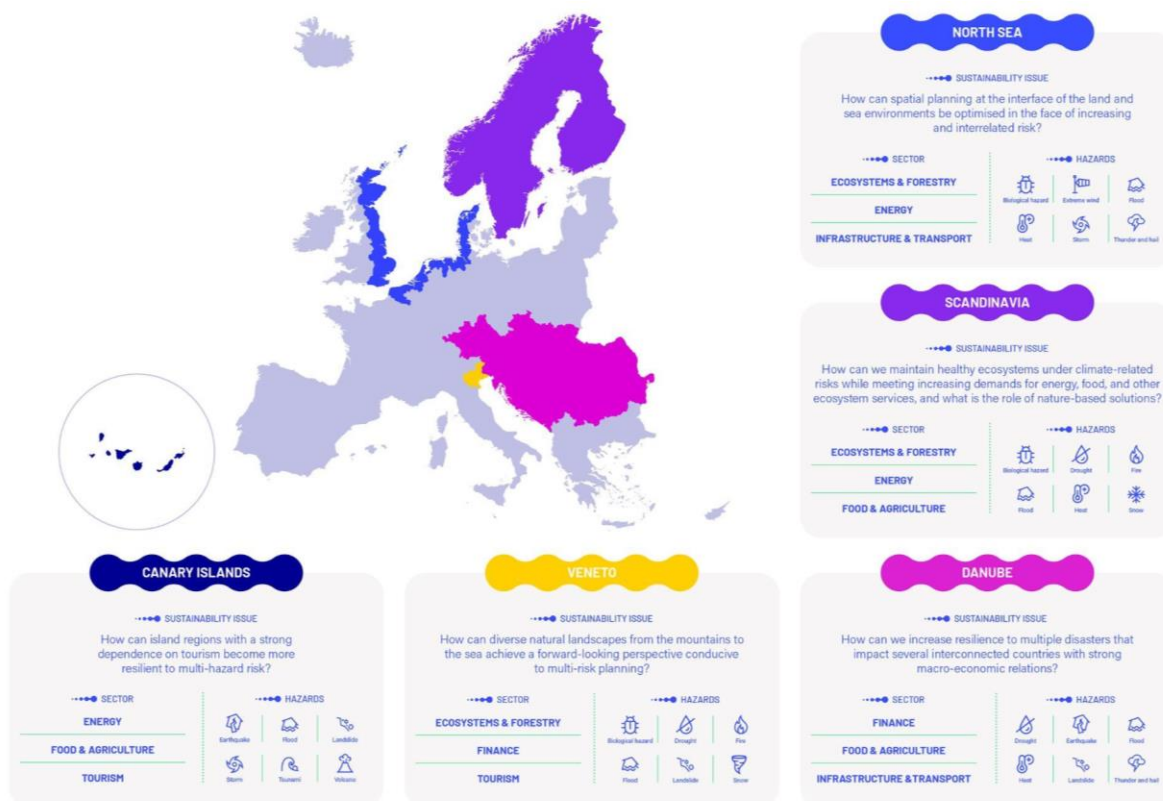 NORTH SEA
SUSTAINABILITY ISSUE
How can spatial planning at the interface of the land and
sea environments be optimised in the face of increasing
and interrelated risk?
SECTOR
HAZARDS
ECOSYSTEMS & FORESTRY
ENERGY
INFRASTRUCTURE & TRANSPORT
Biological hazard
Extreme wind
Flood
Heat
Storm
Thunder and hail
SCANDINAVIA
SUSTAINABILITY ISSUE
How can we maintain healthy ecosystems under climate-related
risks while meeting increasing demands for energy, food, and other
ecosystem services, and what is the role of nature-based solutions?
SECTOR
HAZARDS
ECOSYSTEMS & FORESTRY
ENERGY
FOOD & AGRICULTURE
Biological hazard
Drought
Fire
Flood
Heat
Snow
CANARY ISLANDS
SUSTAINABILITY ISSUE
How can island regions with a strong
dependence on tourism become more
resilient to multi-hazard risk?
SECTOR
HAZARDS
ENERGY
FOOD & AGRICULTURE
TOURISM
Earthquake
Flood
Landslide
Storm
Tsunami
Volcano
VENETO
SUSTAINABILITY ISSUE
How can diverse natural landscapes from the mountains to
the sea achieve a forward-looking perspective conducive
to multi-risk planning?
SECTOR
HAZARDS
ECOSYSTEMS & FORESTRY
FINANCE
TOURISM
Biological hazard
Drought
Fire
Flood
Landslide
Snow
DANUBE
SUSTAINABILITY ISSUE
How can we increase resilience to multiple disasters that
impact several interconnected countries with strong
macro-economic relations?
SECTOR
HAZARDS
FINANCE
FOOD & AGRICULTURE
INFRASTRUCTURE & TRANSPORT
Drought
Earthquake
Flood
Heat
Landslide
Thunder and hail